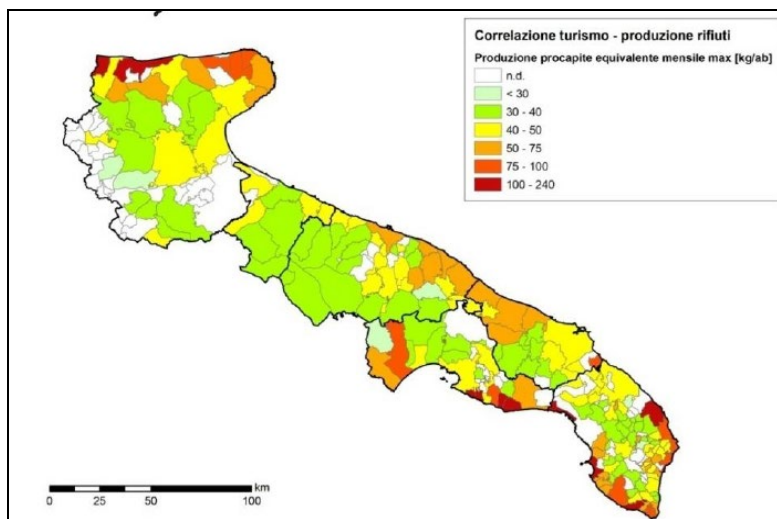 Correlazione turismo - produzione rifiuti
Produzione procapite equivalente mensile max [kg/ab]
n.d.
< 30
30 - 40
40 - 50
50 - 75
75 - 100
100 - 240
km
0 25 50 100